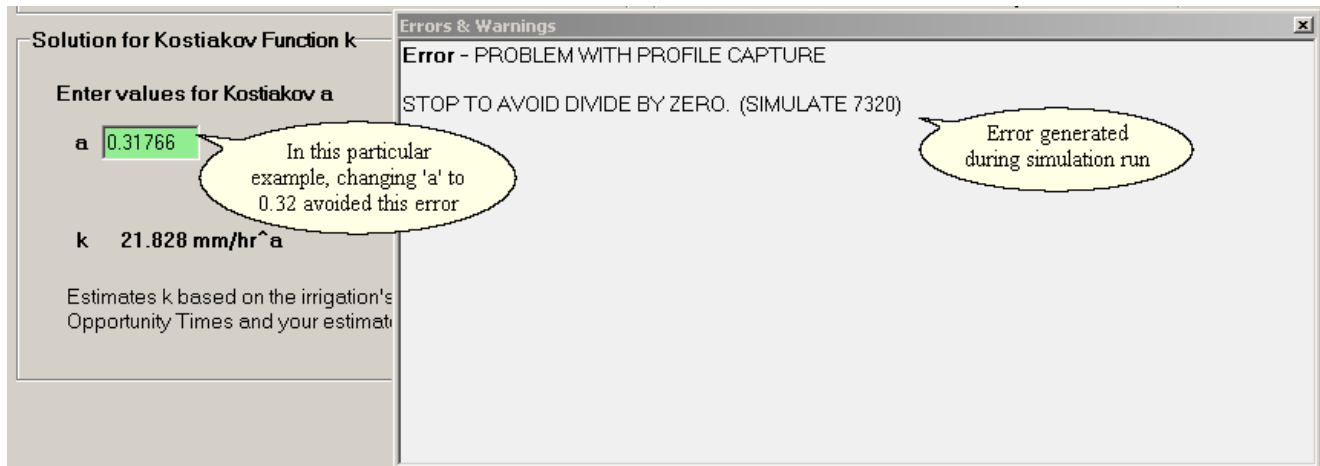 Solution for Kostiakov Function k
Enter values for Kostiakov a
a 0.31766
In this particular
example, changing 'a' to
0.32 avoided this error
k 21.828 mm/hr^a
Estimates k based on the irrigation's
Opportunity Times and your estimat
Errors & Warnings
Error - PROBLEM WITH PROFILE CAPTURE
STOP TO AVOID DIVIDE BY ZERO. (SIMULATE 7320)
Error generated
during simulation run